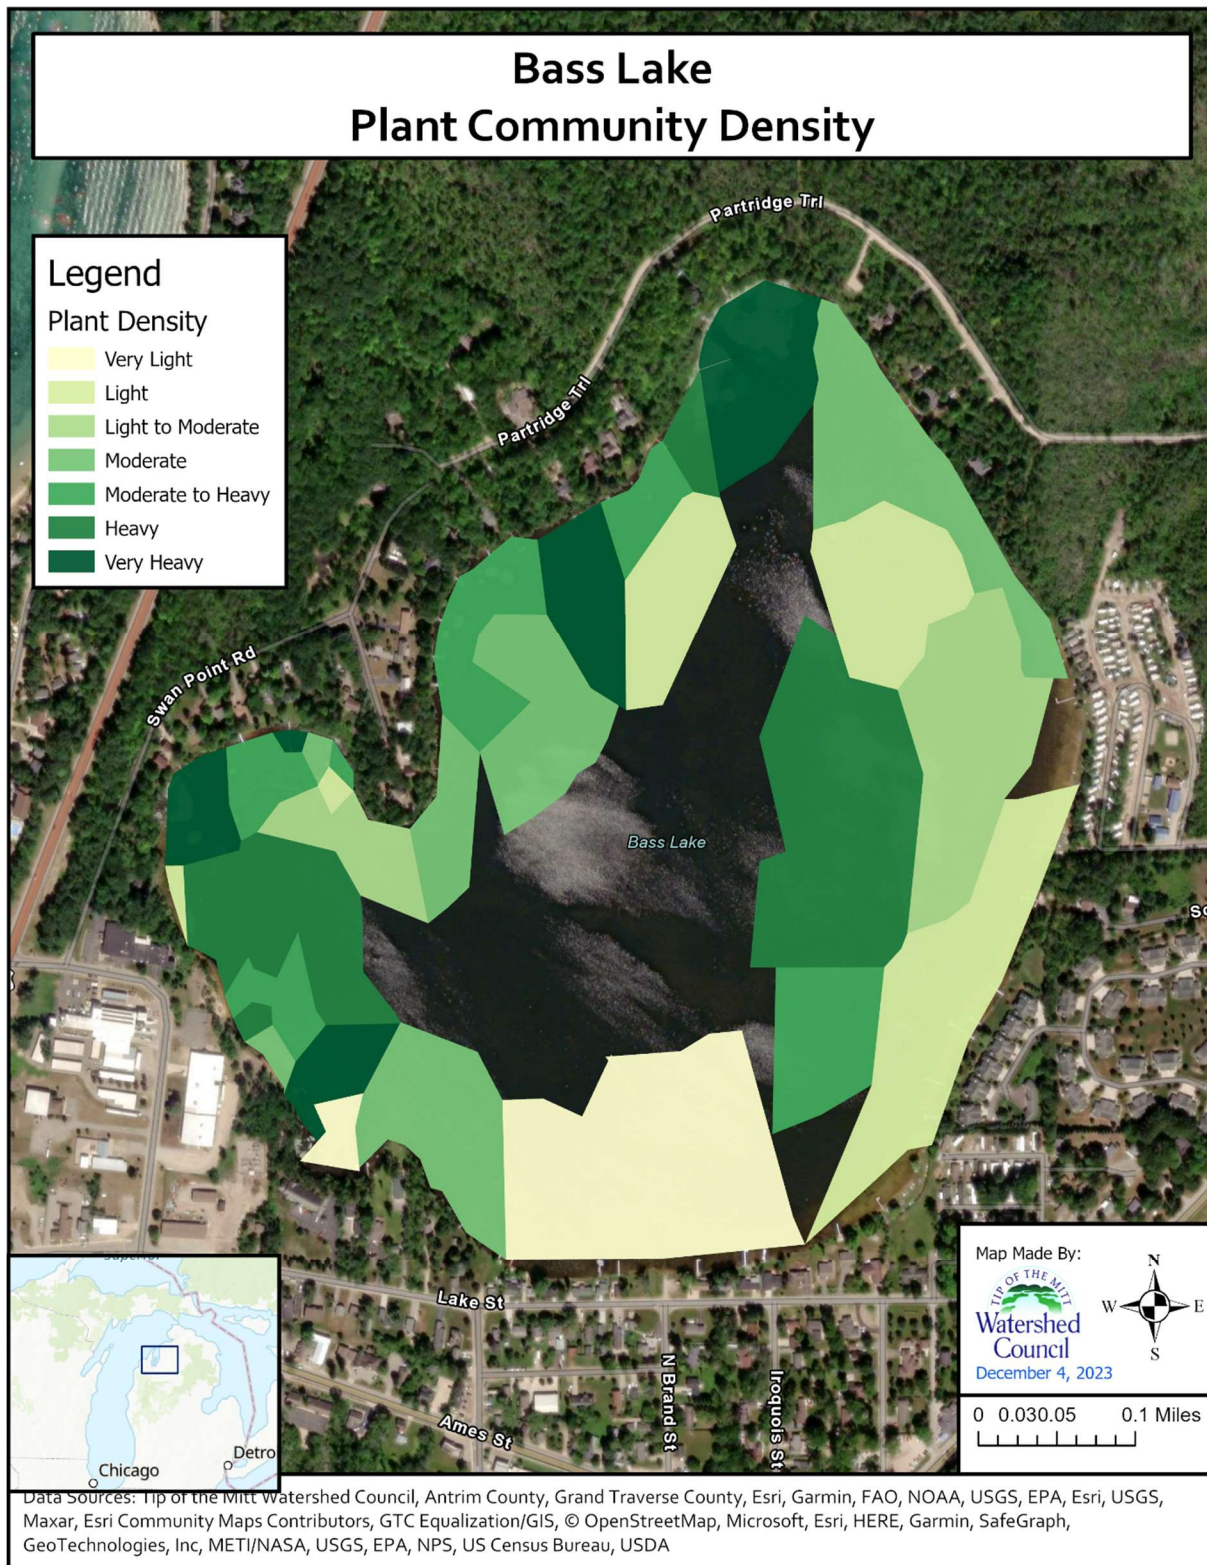 Bass Lake
Plant Community Density
Partridge Trl
Legend
Plant Density
Very Light
Light
Light to Moderate
Moderate
Moderate to Heavy
Heavy
Very Heavy
Partridge Trl
Swan Point Rd
Bass Lake
Lake St
N Brand St
Iroquois St
Ames St
Chicago
Detro
Map Made By:
TIP OF THE MITT
Watershed
Council
December 4, 2023
N
W E
S
0 0.030.05 0.1 Miles
Data Sources: Tip of the Mitt Watershed Council, Antrim County, Grand Traverse County, Esri, Garmin, FAO, NOAA, USGS, EPA, Esri, USGS,
Maxar, Esri Community Maps Contributors, GTC Equalization/GIS, © OpenStreetMap, Microsoft, Esri, HERE, Garmin, SafeGraph,
GeoTechnologies, Inc, METI/NASA, USGS, EPA, NPS, US Census Bureau, USDA